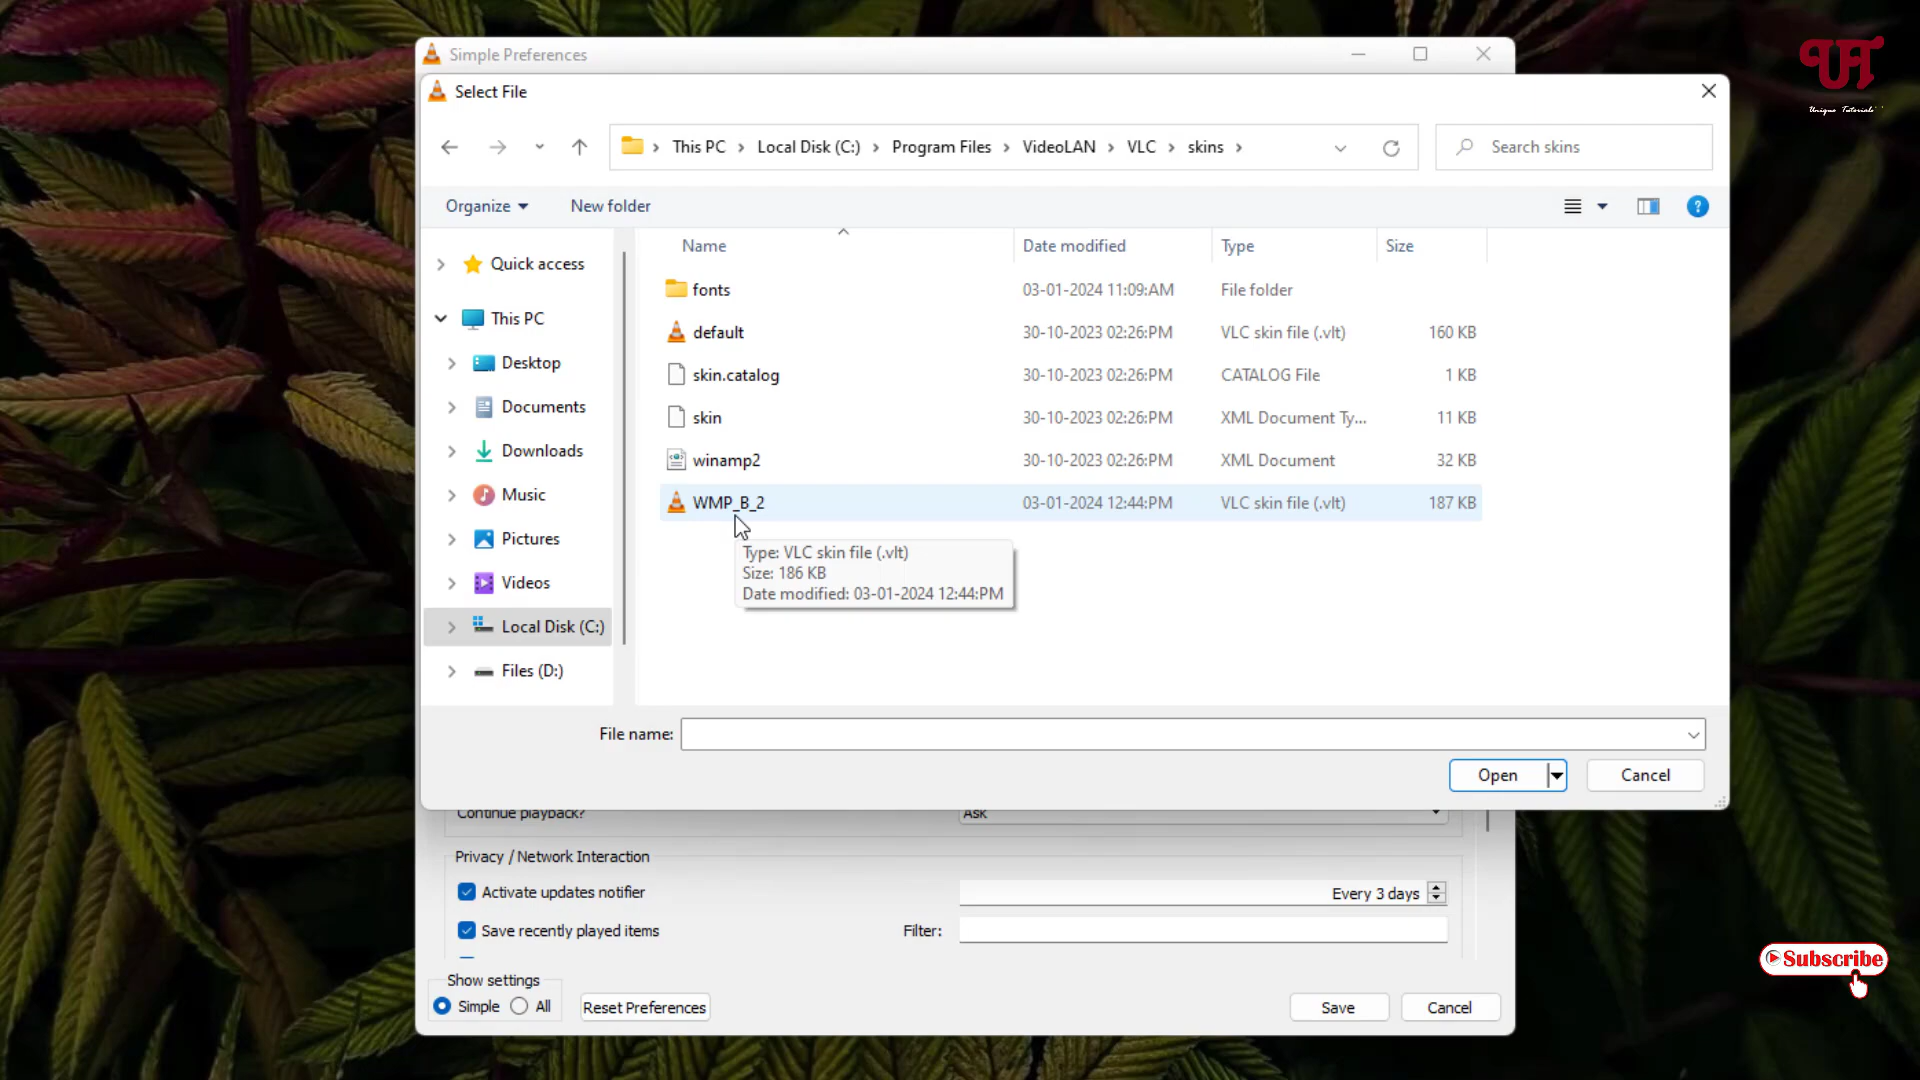 Simple Preferences
Select File
This PC > Local Disk (C:) > Program Files > VideoLAN > VLC > skins >
Search skins
Organize
New folder
Name
Date modified
Type
Size
Quick access
This PC
Desktop
Documents
Downloads
Music
Pictures
Videos
Local Disk (C:)
Files (D:)
fonts 03-01-2024 11:09:AM File folder
default 30-10-2023 02:26:PM VLC skin file (.vlt) 160 KB
skin.catalog 30-10-2023 02:26:PM CATALOG File 1 KB
skin 30-10-2023 02:26:PM XML Document Ty... 11 KB
winamp2 30-10-2023 02:26:PM XML Document 32 KB
WMP_B_2 03-01-2024 12:44:PM VLC skin file (.vlt) 187 KB
Type: VLC skin file (.vlt)
Size: 186 KB
Date modified: 03-01-2024 12:44:PM
File name:
Open
Cancel
Continue playback?
Ask
Privacy / Network Interaction
Activate updates notifier
Every 3 days
Save recently played items
Filter:
Show settings
Simple
All
Reset Preferences
Save
Cancel
UT
Unique Tutorials
Subscribe